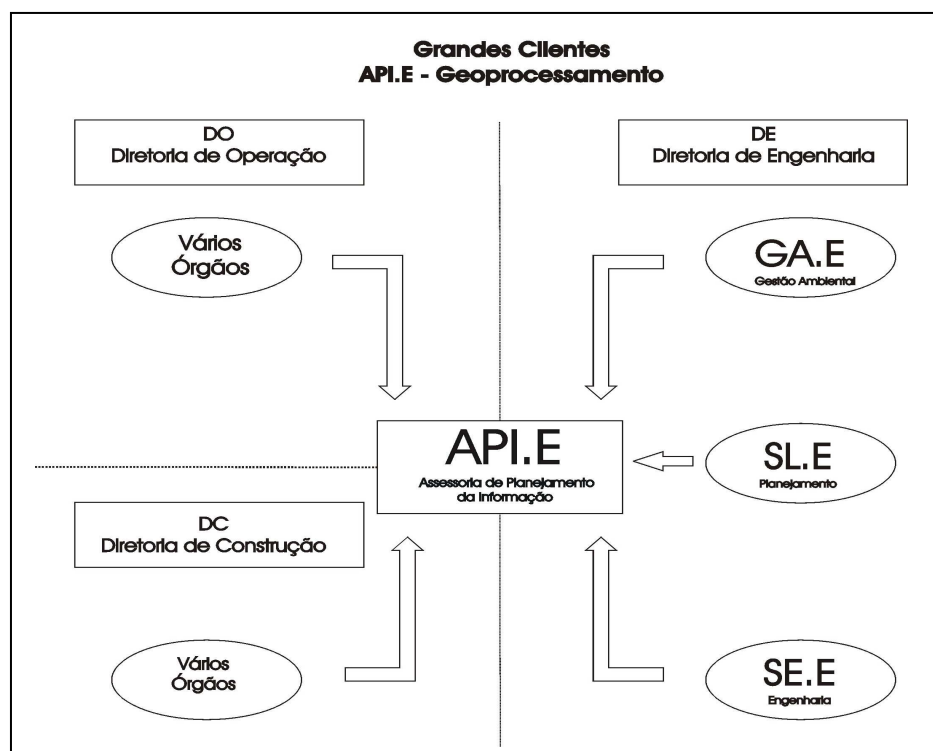 Grandes Clientes
API.E - Geoprocessamento
DO
Diretoria de Operação
DE
Diretoria de Engenharia
Vários
Órgãos
GA.E
Gestão Ambiental
API.E
Assessoria de Planejamento
da Informação
SL.E
Planejamento
DC
Diretoria de Construção
Vários
Órgãos
SE.E
Engenharia